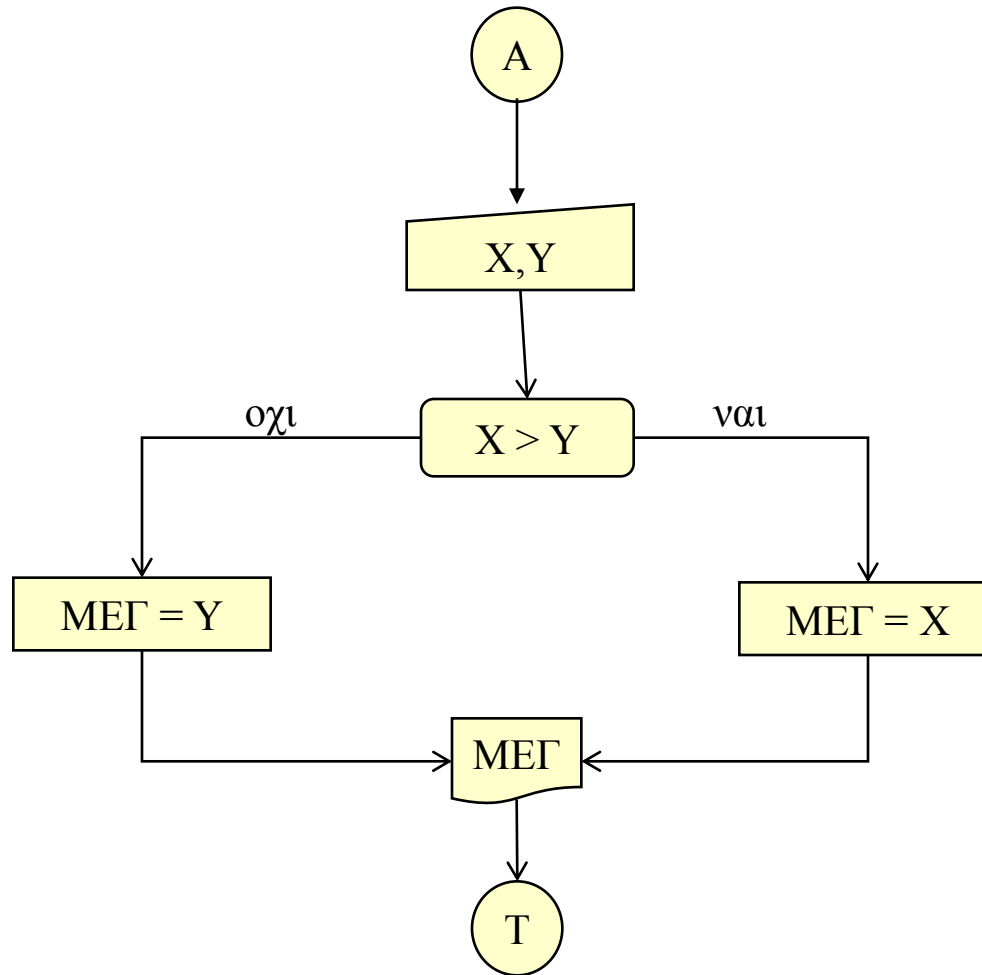 Α
Χ,Υ
οχι
Χ > Υ
ναι
ΜΕΓ = Υ
ΜΕΓ = Χ
ΜΕΓ
Τ